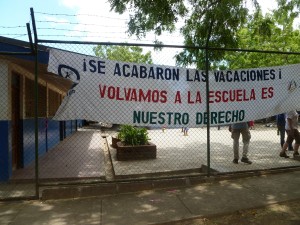 ¡SE ACABARON LAS VACACIONES¡
VOLVAMOS A LA ESCUELA ES
NUESTRO DERECHO